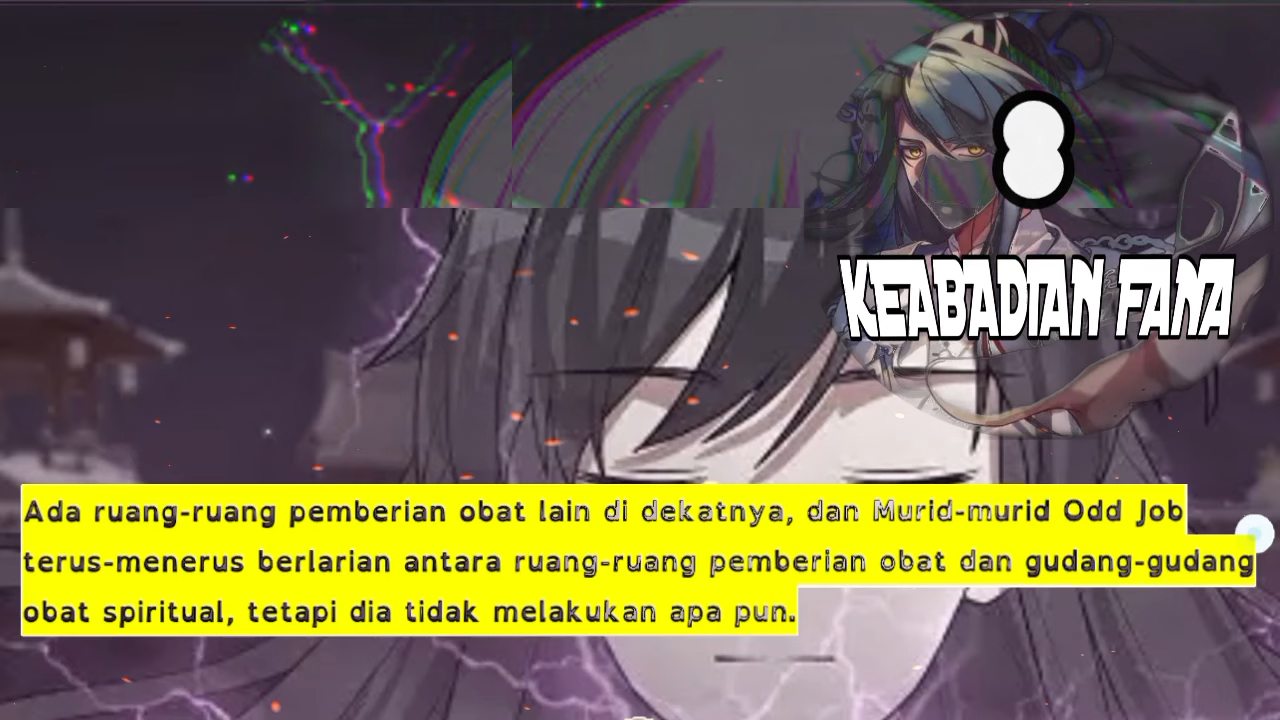 8
KEABADIAN FANA
Ada ruang-ruang pemberian obat lain di dekatnya, dan Murid-murid Odd Job
terus-menerus berlarian antara ruang-ruang pemberian obat dan gudang-gudang
obat spiritual, tetapi dia tidak melakukan apa pun.